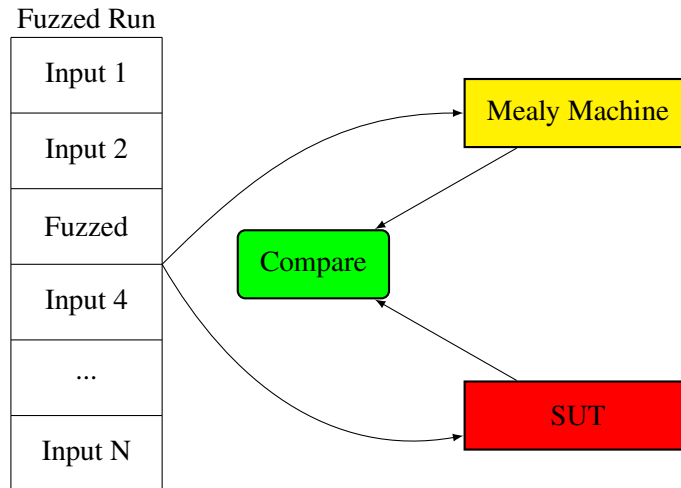 Fuzzed Run
Input 1
Input 2
Fuzzed
Input 4
...
Input N
Mealy Machine
Compare
SUT